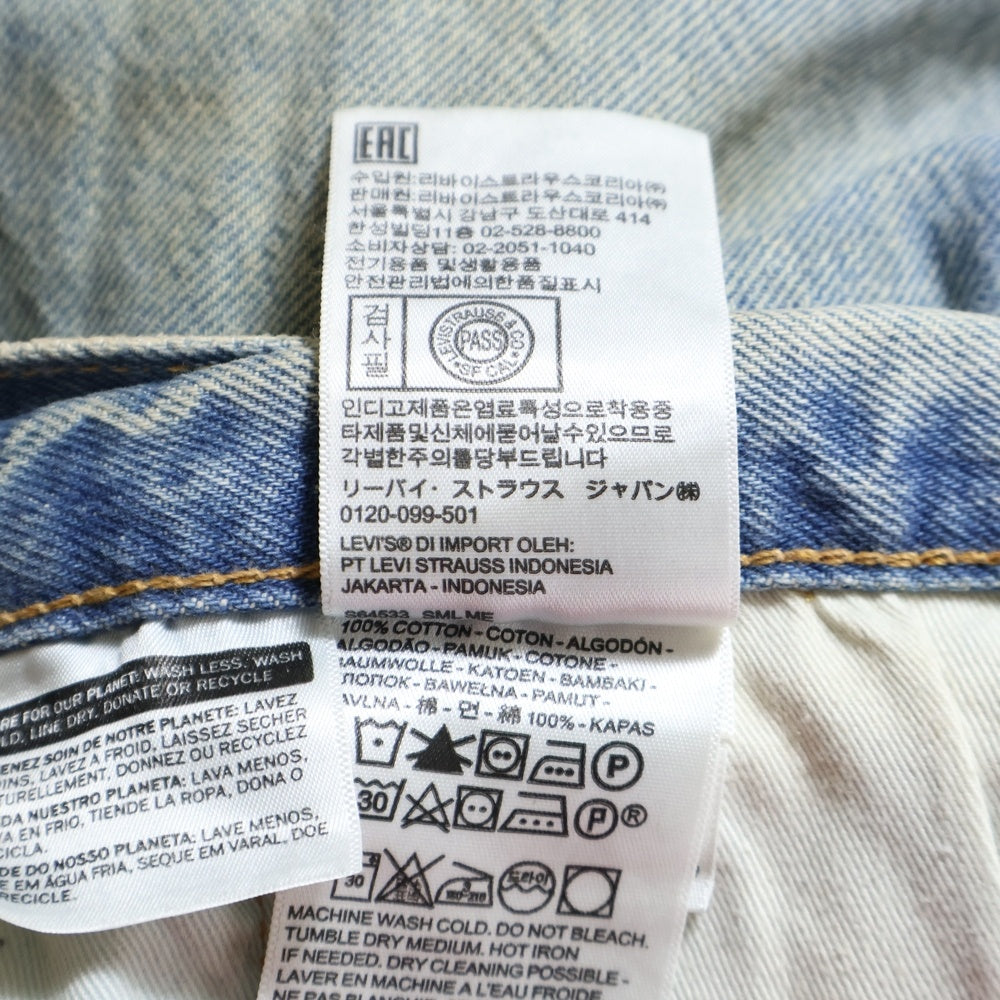 EAC
수입원:리바이스트라우스코리아㈜
판매원:리바이스트라우스코리아㈜
서울특별시 강남구 도산대로 414
한성빌딩11층 02-528-8800
소비자상담: 02-2051-1040
전기용품 및생활용품
안전관리법에의한품질표시
검사필
LEVI STRAUSS & CO
PASS
SF CAL
인디고제품은염료특성으로착용중
타제품및신체에묻어날수있으므로
각별한주의를당부드립니다
リーバイ・ストラウス ジャパン㈱
0120-099-501
LEVI'S® DI IMPORT OLEH:
PT LEVI STRAUSS INDONESIA
JAKARTA - INDONESIA
S64533 SML ME
100% COTTON - COTON - ALGODÓN -
ALGODÃO - PAMUK - COTONE -
BAUMWOLLE - KATOEN - BAMBAKI -
ХЛОПОК - BAWEŁNA - PAMUT -
BAVLNA - 棉 - 면 - 綿 100% - KAPAS
P
30
P®
30
드라이
MACHINE WASH COLD. DO NOT BLEACH.
TUMBLE DRY MEDIUM. HOT IRON
IF NEEDED. DRY CLEANING POSSIBLE -
LAVER EN MACHINE A L'EAU FROIDE
NE PAS BLANCHIR
RE FOR OUR PLANET: WASH LESS, WASH
LD, LINE DRY, DONATE OR RECYCLE
ENEZ SOIN DE NOTRE PLANETE: LAVEZ
INS, LAVEZ A FROID, LAISSEZ SECHER
TURELLEMENT, DONNEZ OU RECYCLEZ
DA NUESTRO PLANETA: LAVA MENOS,
VA EN FRIO, TIENDE LA ROPA, DONA O
CICLA.
DE DO NOSSO PLANETA: LAVE MENOS,
E EM ÁGUA FRIA, SEQUE EM VARAL, DOE
RECICLE.